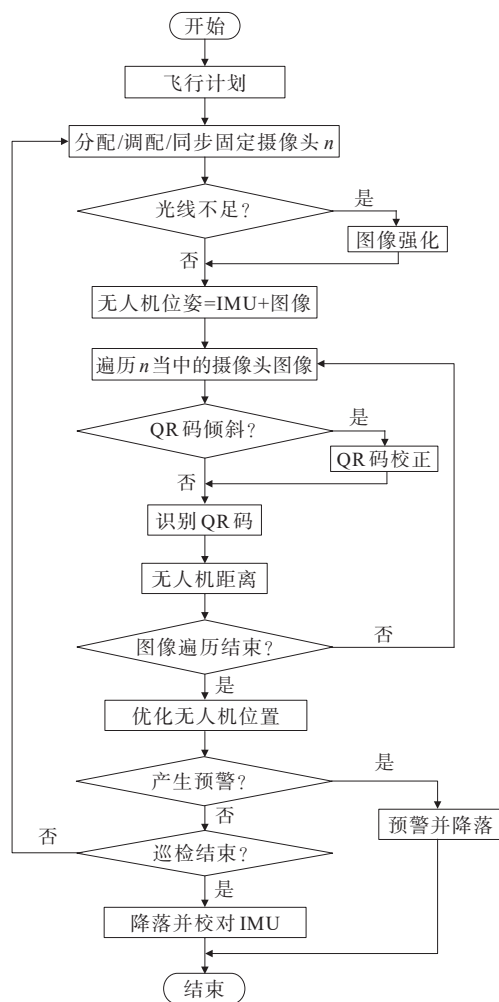 开始
飞行计划
分配/调配/同步固定摄像头 n
光线不足?
是
图像强化
否
无人机位姿=IMU+图像
遍历 n 当中的摄像头图像
QR码倾斜?
是
QR码校正
否
识别QR码
无人机距离
图像遍历结束?
否
是
优化无人机位置
产生预警?
是
预警并降落
否
否
巡检结束?
是
降落并校对IMU
结束